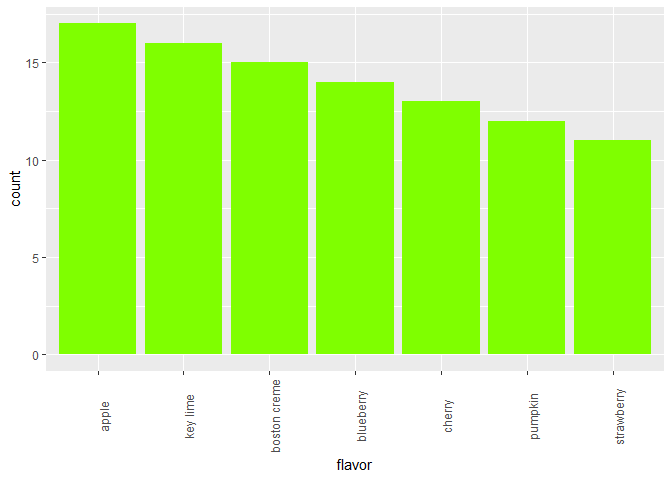 15
10
5
0
count
apple
key lime
boston creme
blueberry
cherry
pumpkin
strawberry
flavor